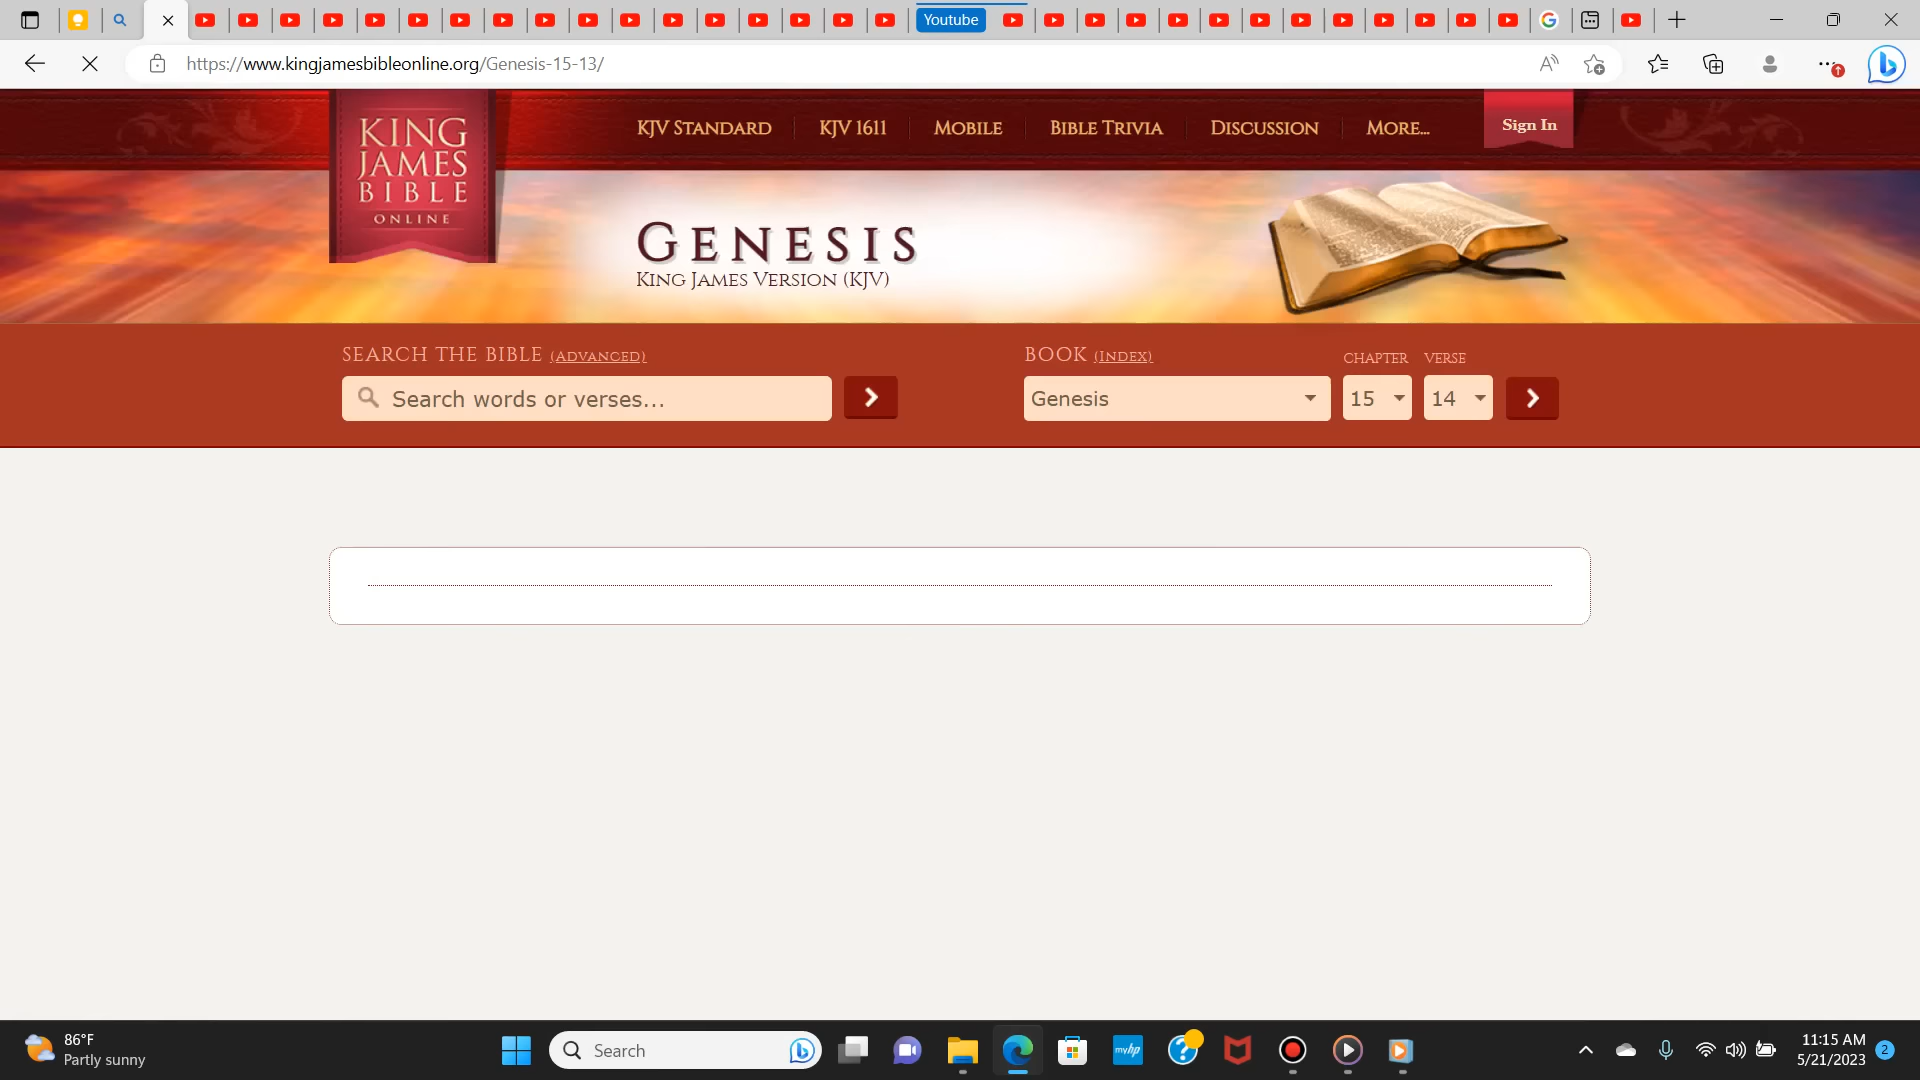 Youtube
https://www.kingjamesbibleonline.org/Genesis-15-13/
KING
JAMES
BIBLE
ONLINE
KJV Standard
KJV 1611
Mobile
Bible Trivia
Discussion
More...
Sign In
Genesis
King James Version (KJV)
SEARCH THE BIBLE (Advanced)
Search words or verses...
BOOK (Index)
Genesis
CHAPTER
15
VERSE
14
86°F
Partly sunny
Search
myhp
11:15 AM
5/21/2023
2